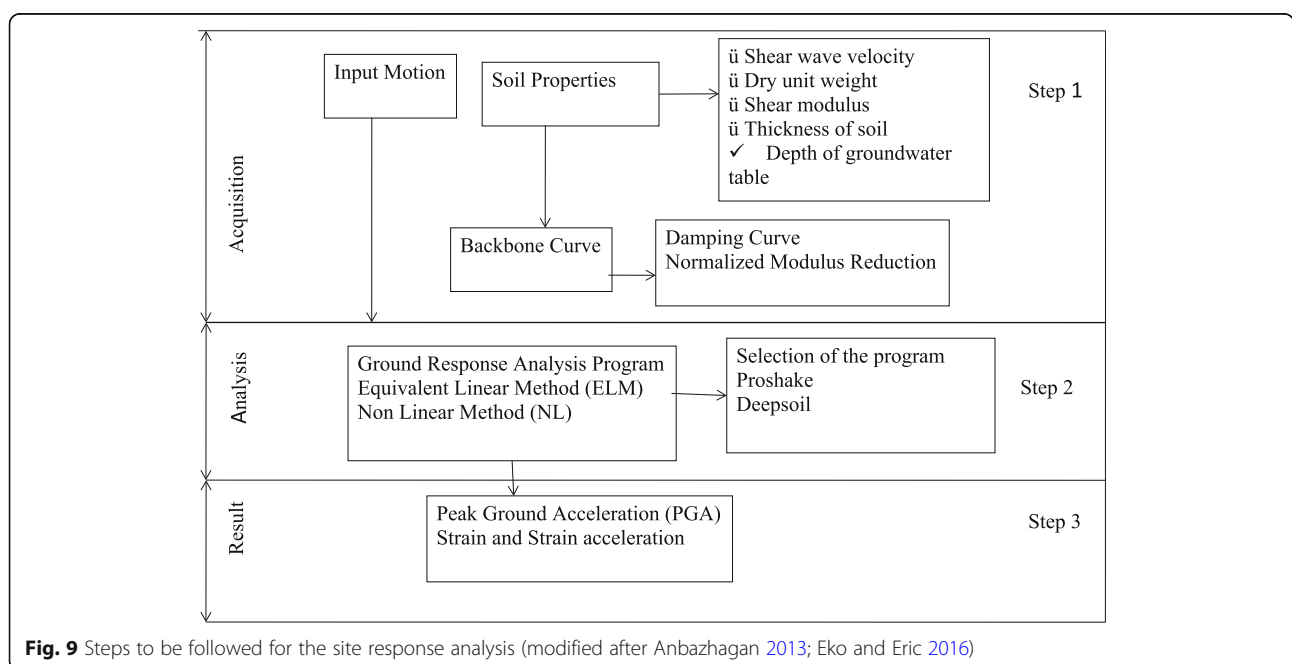 Input Motion
Soil Properties
ü Shear wave velocity
ü Dry unit weight
ü Shear modulus
ü Thickness of soil
✓ Depth of groundwater
table
Step 1
Acquisition
Backbone Curve
Damping Curve
Normalized Modulus Reduction
Analysis
Ground Response Analysis Program
Equivalent Linear Method (ELM)
Non Linear Method (NL)
Selection of the program
Proshake
Deepsoil
Step 2
Result
Peak Ground Acceleration (PGA)
Strain and Strain acceleration
Step 3
Fig. 9 Steps to be followed for the site response analysis (modified after Anbazhagan 2013; Eko and Eric 2016)